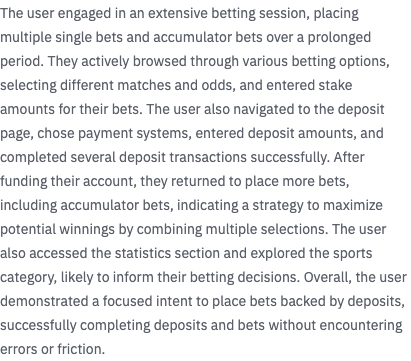 The user engaged in an extensive betting session, placing
multiple single bets and accumulator bets over a prolonged
period. They actively browsed through various betting options,
selecting different matches and odds, and entered stake
amounts for their bets. The user also navigated to the deposit
page, chose payment systems, entered deposit amounts, and
completed several deposit transactions successfully. After
funding their account, they returned to place more bets,
including accumulator bets, indicating a strategy to maximize
potential winnings by combining multiple selections. The user
also accessed the statistics section and explored the sports
category, likely to inform their betting decisions. Overall, the user
demonstrated a focused intent to place bets backed by deposits,
successfully completing deposits and bets without encountering
errors or friction.